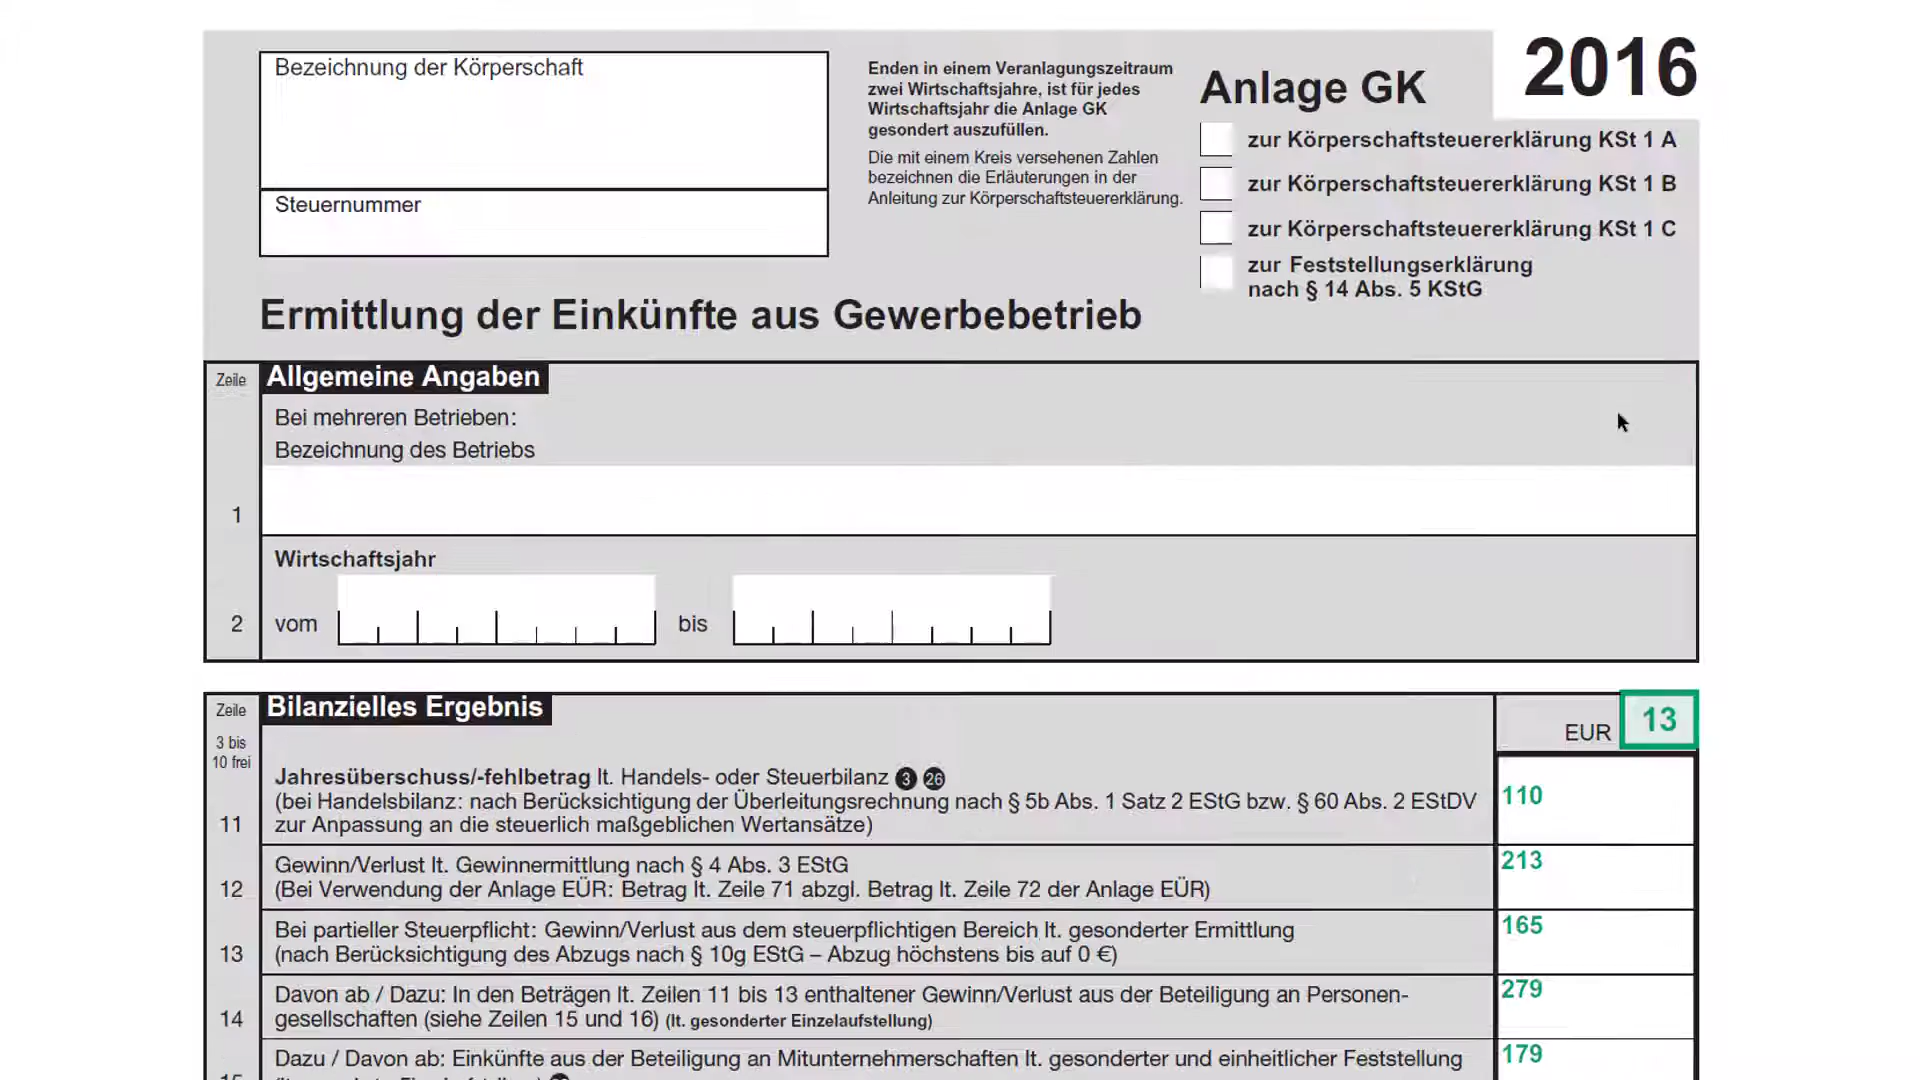 Bezeichnung der Körperschaft
Steuernummer
Enden in einem Veranlagungszeitraum
zwei Wirtschaftsjahre, ist für jedes
Wirtschaftsjahr die Anlage GK
gesondert auszufüllen.
Die mit einem Kreis versehenen Zahlen
bezeichnen die Erläuterungen in der
Anleitung zur Körperschaftsteuererklärung.
2016
Anlage GK
zur Körperschaftsteuererklärung KSt 1 A
zur Körperschaftsteuererklärung KSt 1 B
zur Körperschaftsteuererklärung KSt 1 C
zur Feststellungserklärung
nach § 14 Abs. 5 KStG
Ermittlung der Einkünfte aus Gewerbebetrieb
Zeile Allgemeine Angaben
Bei mehreren Betrieben:
Bezeichnung des Betriebs
1
Wirtschaftsjahr
2 vom bis
Zeile Bilanzielles Ergebnis
EUR 13
3 bis
10 frei
Jahresüberschuss/-fehlbetrag lt. Handels- oder Steuerbilanz 3 26
(bei Handelsbilanz: nach Berücksichtigung der Überleitungsrechnung nach § 5b Abs. 1 Satz 2 EStG bzw. § 60 Abs. 2 EStDV 110
11 zur Anpassung an die steuerlich maßgeblichen Wertansätze)
Gewinn/Verlust lt. Gewinnermittlung nach § 4 Abs. 3 EStG 213
12 (Bei Verwendung der Anlage EÜR: Betrag lt. Zeile 71 abzgl. Betrag lt. Zeile 72 der Anlage EÜR)
Bei partieller Steuerpflicht: Gewinn/Verlust aus dem steuerpflichtigen Bereich lt. gesonderter Ermittlung 165
13 (nach Berücksichtigung des Abzugs nach § 10g EStG – Abzug höchstens bis auf 0 €)
Davon ab / Dazu: In den Beträgen lt. Zeilen 11 bis 13 enthaltener Gewinn/Verlust aus der Beteiligung an Personen- 279
14 gesellschaften (siehe Zeilen 15 und 16) (lt. gesonderter Einzelaufstellung)
Dazu / Davon ab: Einkünfte aus der Beteiligung an Mitunternehmerschaften lt. gesonderter und einheitlicher Feststellung 179